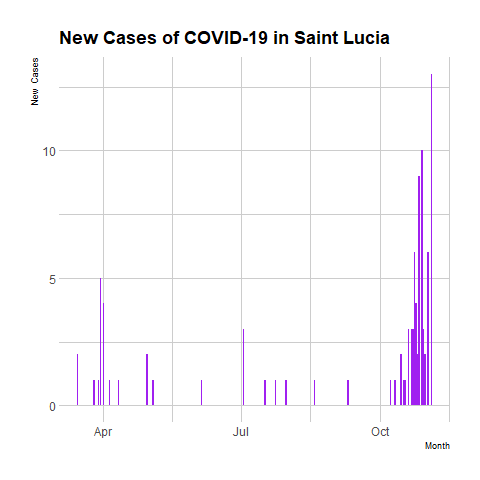 New Cases of COVID-19 in Saint Lucia
New Cases
10
5
0
Apr
Jul
Oct
Month